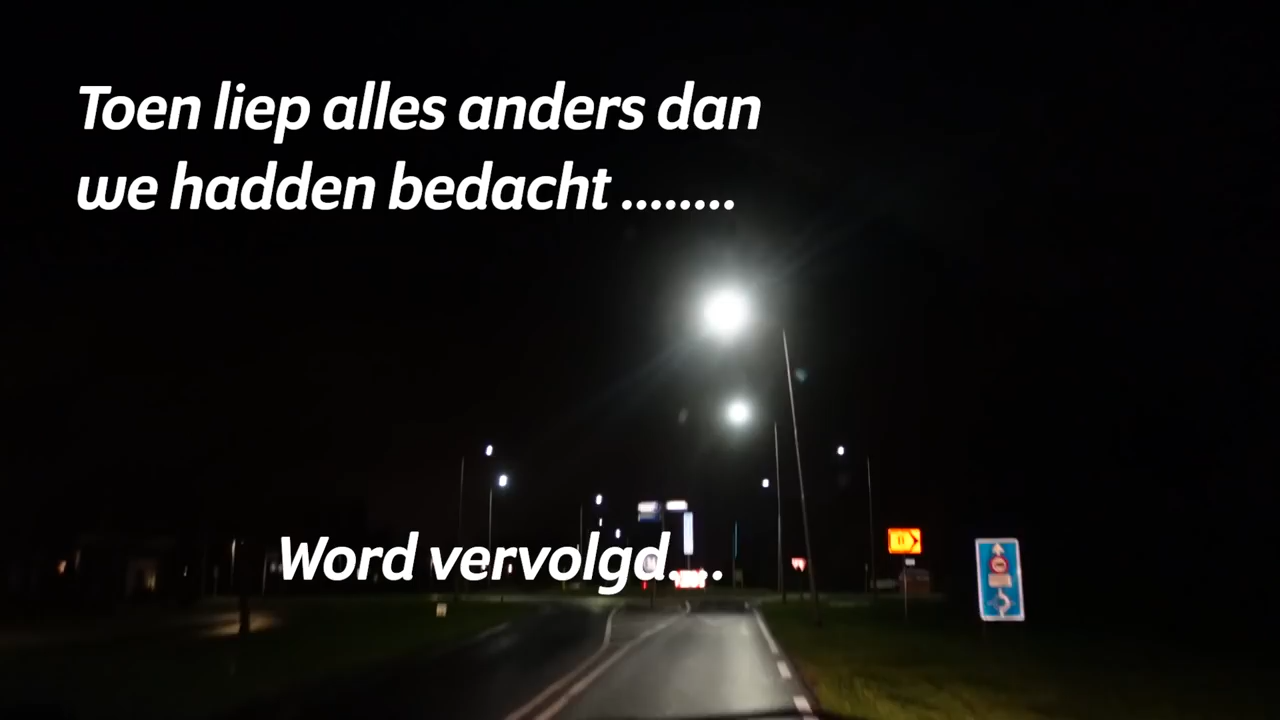 Toen liep alles anders dan
we hadden bedacht ........
Word vervolgd....